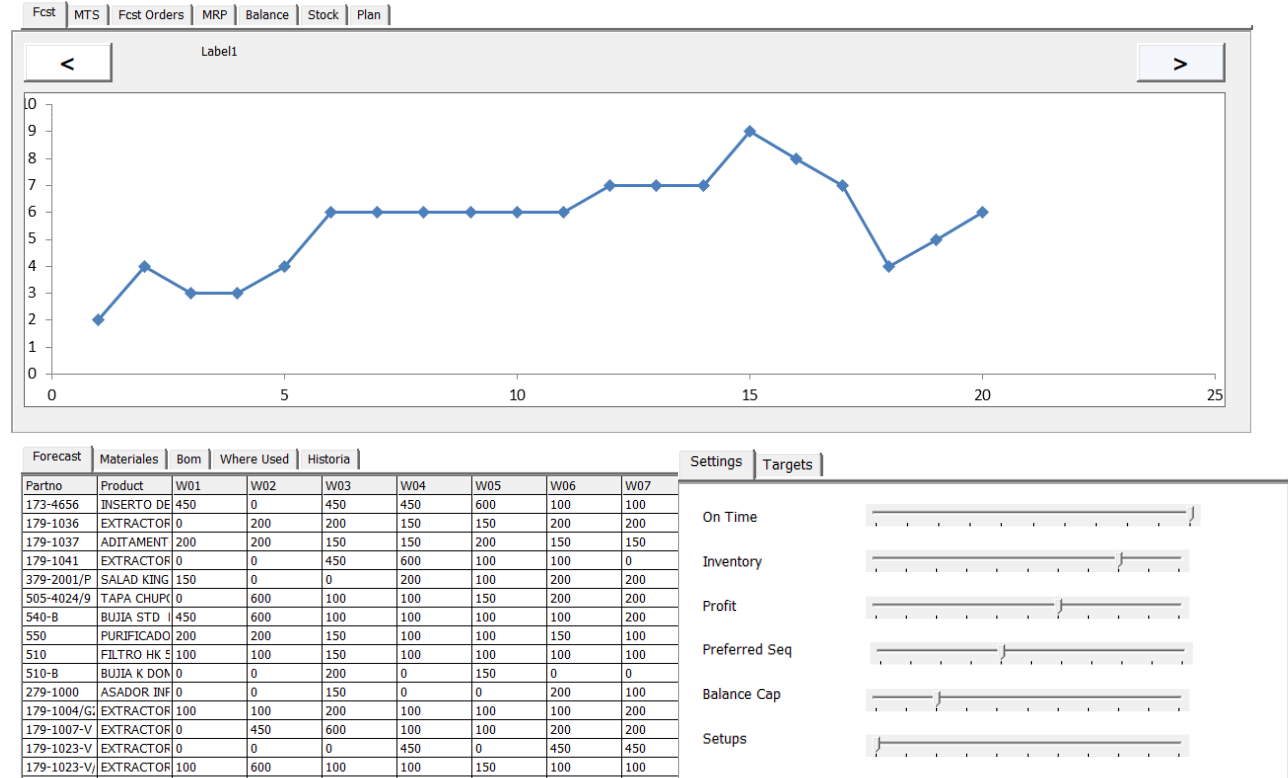 Fcst MTS Fcst Orders MRP Balance Stock Plan
< Label1 >
10
9
8
7
6
5
4
3
2
1
0
0 5 10 15 20 25
Forecast Materiales Bom Where Used Historia
Partno Product W01 W02 W03 W04 W05 W06 W07
173-4656 INSERTO DE 450 0 450 450 600 100 100
179-1036 EXTRACTOR 0 200 200 150 150 200 200
179-1037 ADITAMENT 200 200 150 150 200 150 150
179-1041 EXTRACTOR 0 0 450 600 100 100 0
379-2001/P SALAD KING 150 0 0 200 100 200 200
505-4024/9 TAPA CHUPO 0 600 100 100 150 200 200
540-B BUJIA STD 450 600 100 100 100 100 100
550 PURIFICADO 200 200 150 100 100 150 100
510 FILTRO HK 5 100 100 150 100 100 100 100
510-B BUJIA K DOM 0 0 200 0 150 0 0
279-1000 ASADOR INF 0 0 150 0 0 200 100
179-1004/G2 EXTRACTOR 100 100 200 100 100 100 200
179-1007-V EXTRACTOR 0 450 600 100 100 200 200
179-1023-V EXTRACTOR 0 0 0 450 0 450 450
179-1023-V/ EXTRACTOR 100 600 100 100 150 100 100
Settings Targets
On Time
Inventory
Profit
Preferred Seq
Balance Cap
Setups